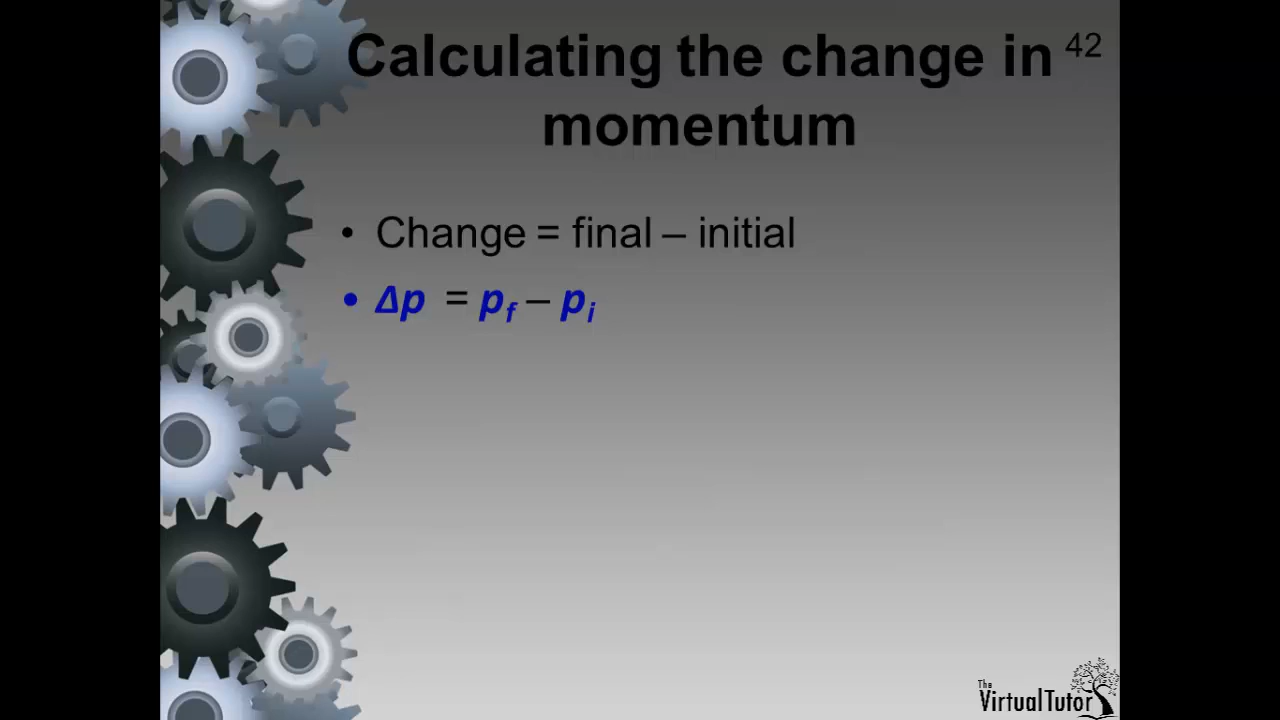 Calculating the change in
momentum
42
• Change = final – initial
• Δp = pf – pi
The
VirtualTutor